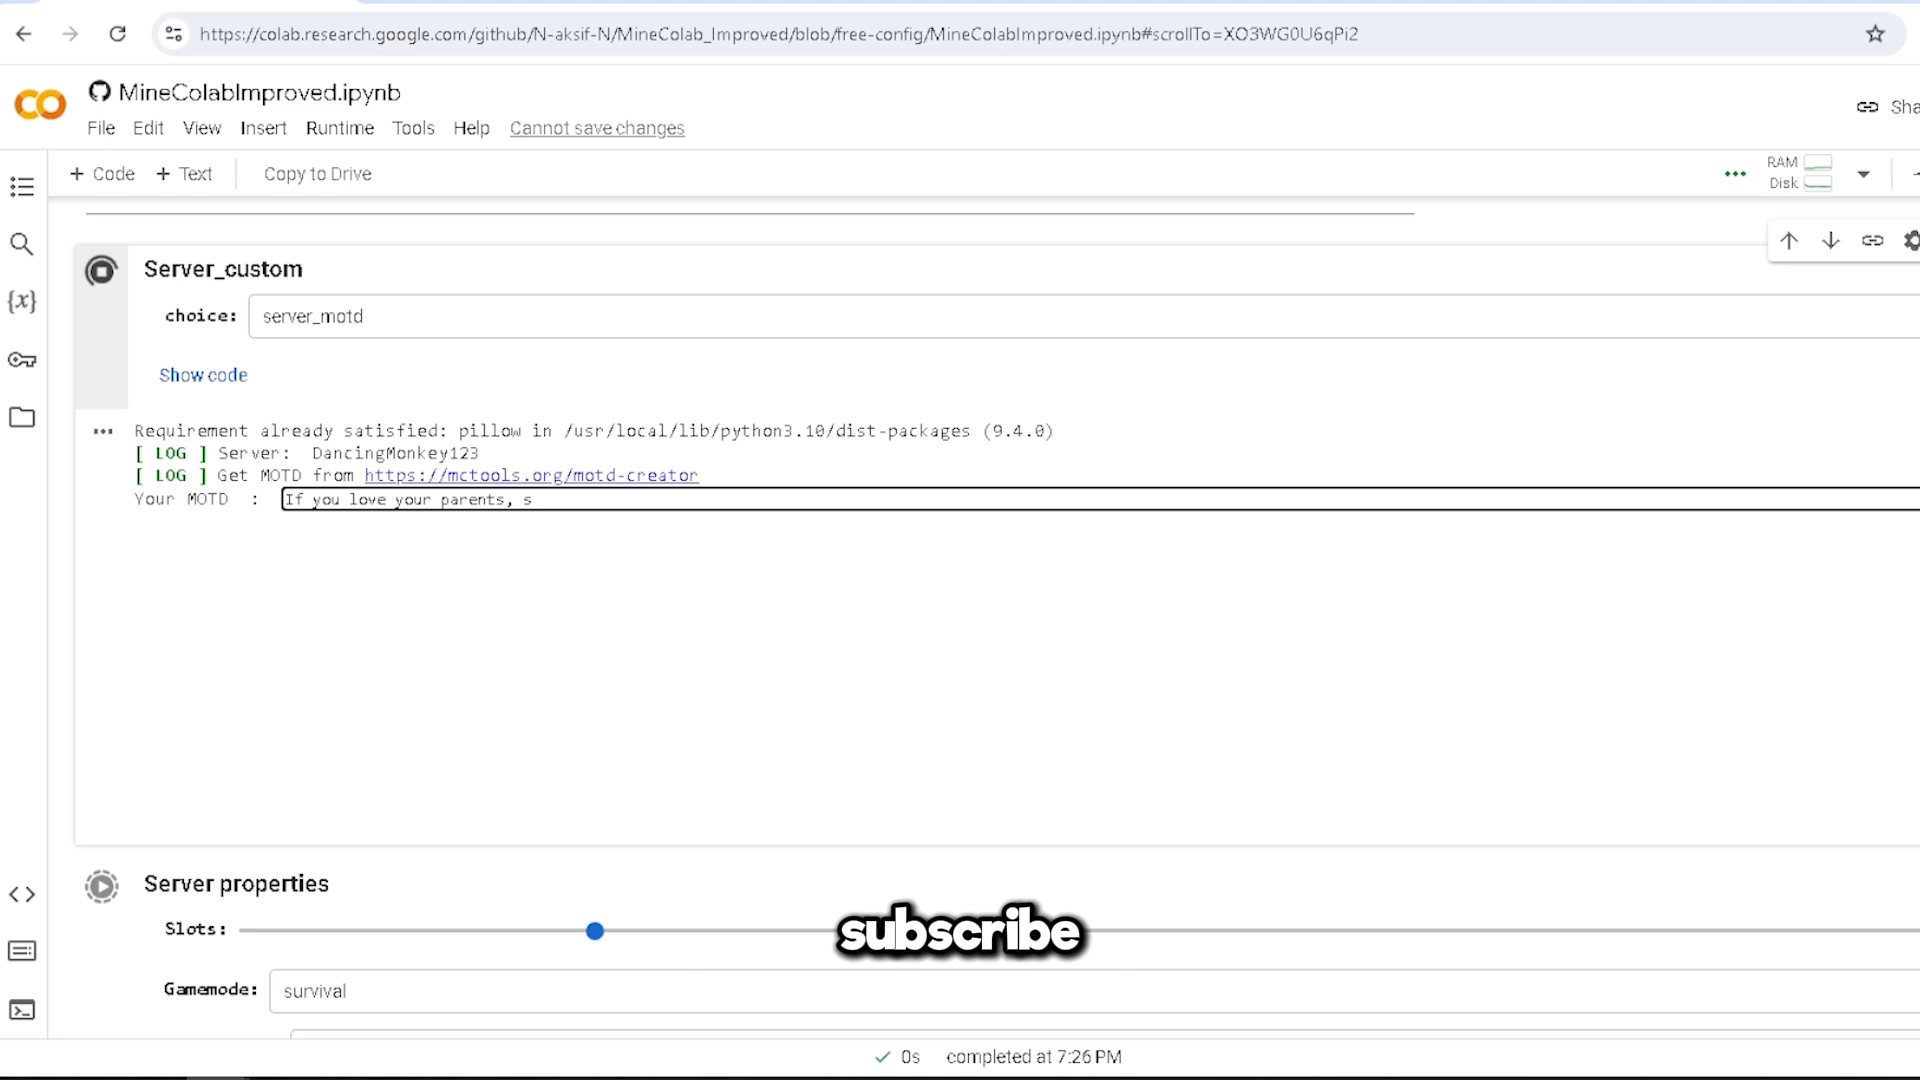 https://colab.research.google.com/github/N-aksif-N/MineColab_Improved/blob/free-config/MineColabImproved.ipynb#scrollTo=XO3WG0U6qPi2
MineColabImproved.ipynb
File Edit View Insert Runtime Tools Help Cannot save changes
Sha
+ Code + Text Copy to Drive
RAM
Disk
Server_custom
choice: server_motd
{x}
Show code
Requirement already satisfied: pillow in /usr/local/lib/python3.10/dist-packages (9.4.0)
[ LOG ] Server: DancingMonkey123
[ LOG ] Get MOTD from https://mctools.org/motd-creator
Your MOTD : If you love your parents, s
Server properties
Slots:
subscribe
Gamemode: survival
0s completed at 7:26 PM